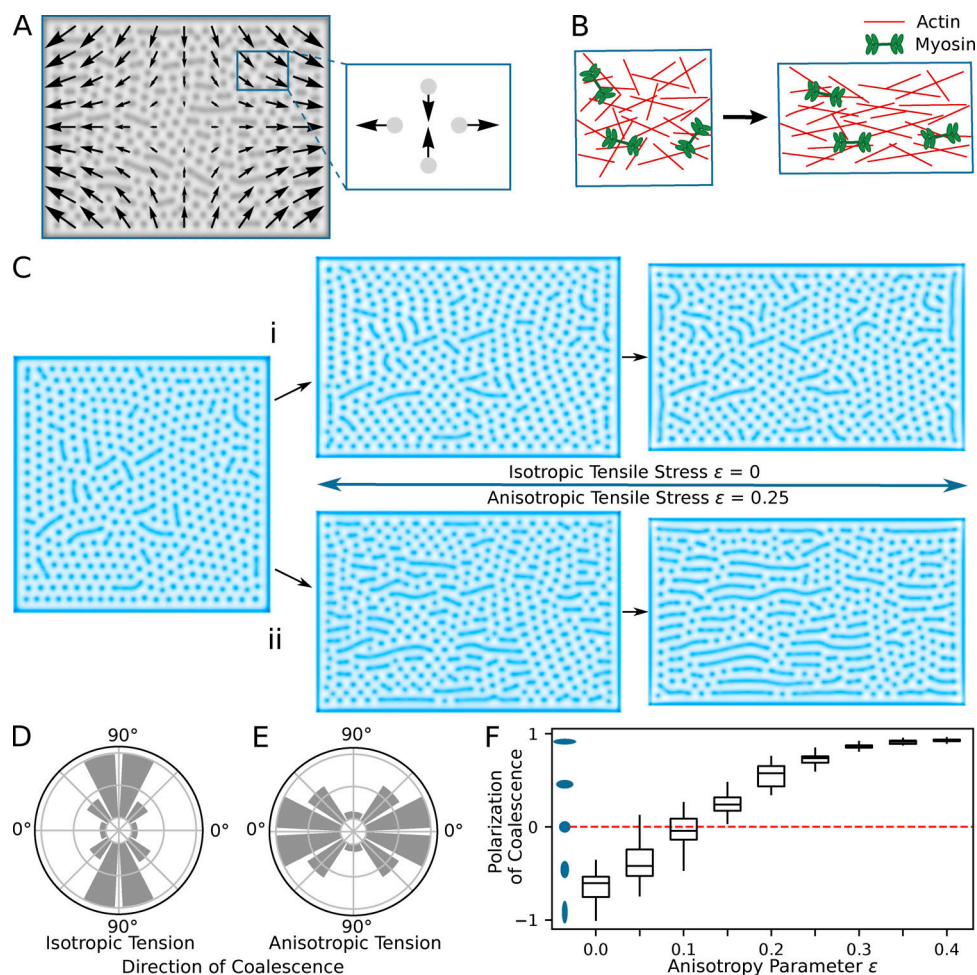 A
B
Actin
Myosin
C
i
Isotropic Tensile Stress ε = 0
Anisotropic Tensile Stress ε = 0.25
ii
D
90°
0°
0°
90°
Isotropic Tension
E
90°
0°
0°
90°
Anisotropic Tension
Direction of Coalescence
F
Polarization
of Coalescence
1
0
−1
0.0
0.1
0.2
0.3
0.4
Anisotropy Parameter ε